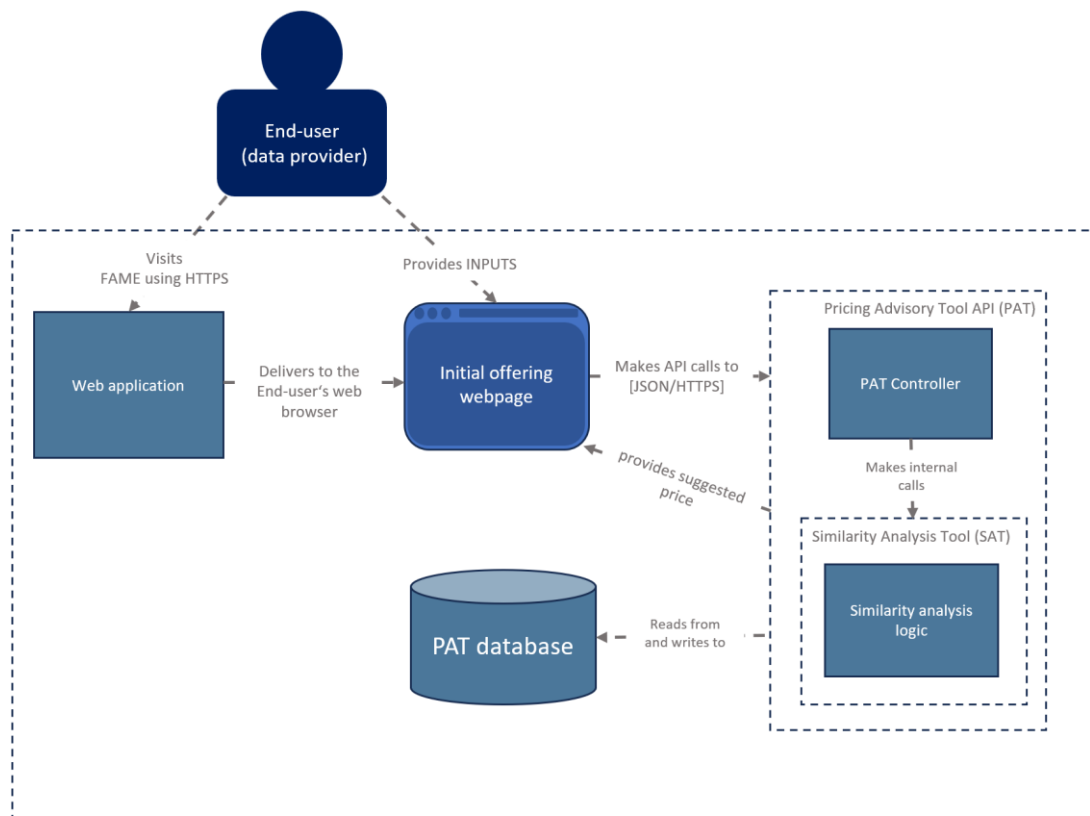 End-user
(data provider)
Visits
FAME using HTTPS
Provides INPUTS
Web application
Delivers to the
End-user‘s web
browser
Initial offering
webpage
Makes API calls to
[JSON/HTTPS]
Pricing Advisory Tool API (PAT)
PAT Controller
provides suggested
price
Makes internal
calls
Similarity Analysis Tool (SAT)
Similarity analysis
logic
PAT database
Reads from
and writes to